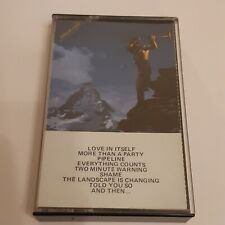 LOVE IN ITSELF
MORE THAN A PARTY
PIPELINE
EVERYTHING COUNTS
TWO MINUTE WARNING
SHAME
THE LANDSCAPE IS CHANGING
TOLD YOU SO
AND THEN...